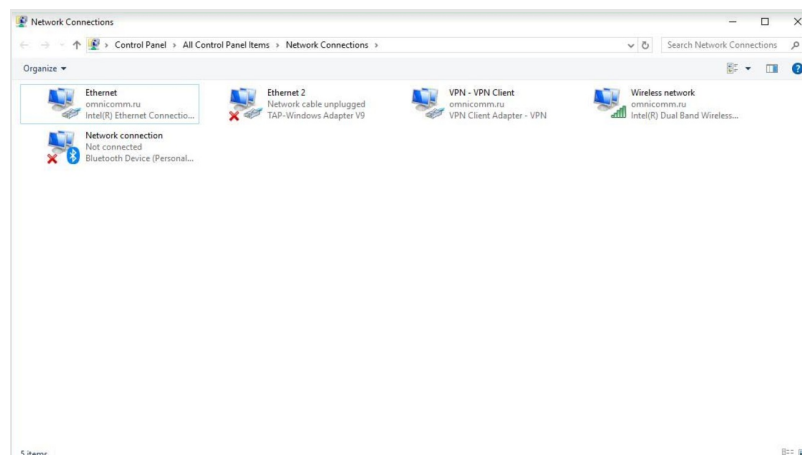 Network Connections
Control Panel > All Control Panel Items > Network Connections >
Search Network Connections
Organize
Ethernet
omnicomm.ru
Intel(R) Ethernet Connectio...
Ethernet 2
Network cable unplugged
TAP-Windows Adapter V9
VPN - VPN Client
omnicomm.ru
VPN Client Adapter - VPN
Wireless network
omnicomm.ru
Intel(R) Dual Band Wireless...
Network connection
Not connected
Bluetooth Device (Personal...
5 items